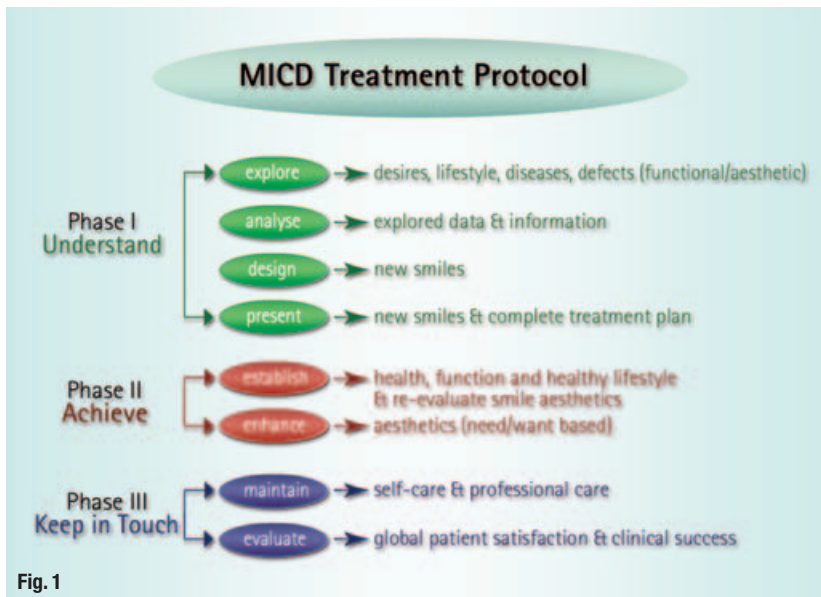 MICD Treatment Protocol
Phase I
Understand
explore
desires, lifestyle, diseases, defects (functional/aesthetic)
analyse
explored data & information
design
new smiles
present
new smiles & complete treatment plan
Phase II
Achieve
establish
health, function and healthy lifestyle
& re-evaluate smile aesthetics
enhance
aesthetics (need/want based)
Phase III
Keep in Touch
maintain
self-care & professional care
evaluate
global patient satisfaction & clinical success
Fig. 1